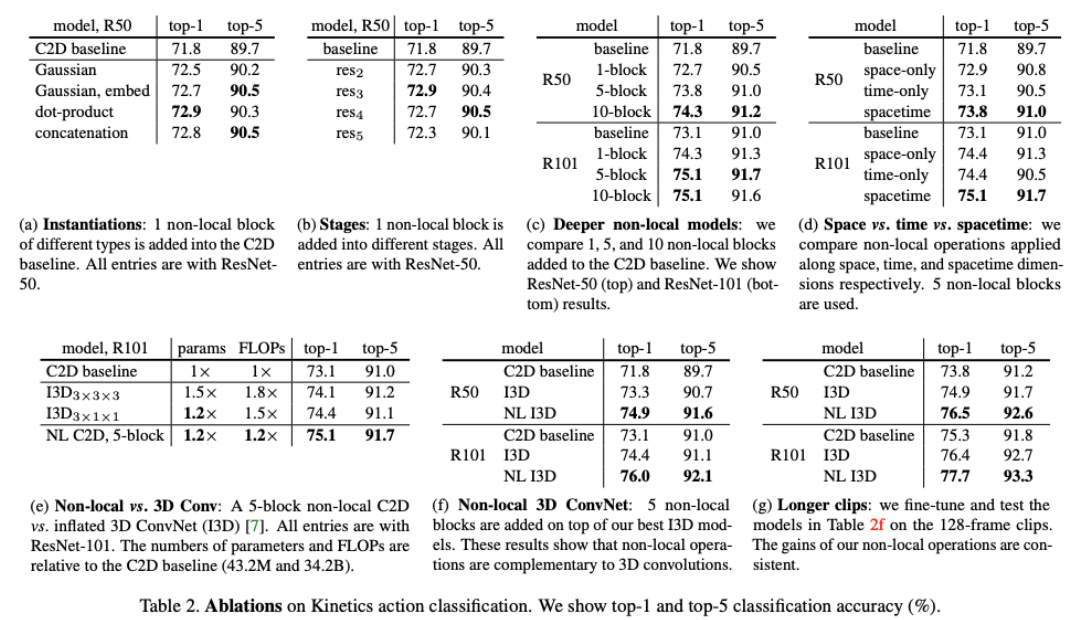 model, R50 top-1 top-5
C2D baseline 71.8 89.7
Gaussian 72.5 90.2
Gaussian, embed 72.7 90.5
dot-product 72.9 90.3
concatenation 72.8 90.5
(a) Instantiations: 1 non-local block
of different types is added into the C2D
baseline. All entries are with ResNet-
50.
model, R50 top-1 top-5
baseline 71.8 89.7
res2 72.7 90.3
res3 72.9 90.4
res4 72.7 90.5
res5 72.3 90.1
(b) Stages: 1 non-local block is
added into different stages. All
entries are with ResNet-50.
model top-1 top-5
R50
baseline 71.8 89.7
1-block 72.7 90.5
5-block 73.8 91.0
10-block 74.3 91.2
R101
baseline 73.1 91.0
1-block 74.3 91.3
5-block 75.1 91.7
10-block 75.1 91.6
(c) Deeper non-local models: we
compare 1, 5, and 10 non-local blocks
added to the C2D baseline. We show
ResNet-50 (top) and ResNet-101 (bot-
tom) results.
model top-1 top-5
R50
baseline 71.8 89.7
space-only 72.9 90.8
time-only 73.1 90.5
spacetime 73.8 91.0
R101
baseline 73.1 91.0
space-only 74.4 91.3
time-only 74.4 90.5
spacetime 75.1 91.7
(d) Space vs. time vs. spacetime: we
compare non-local operations applied
along space, time, and spacetime dimen-
sions respectively. 5 non-local blocks
are used.
model, R101 params FLOPs top-1 top-5
C2D baseline 1× 1× 73.1 91.0
I3D3×3×3 1.5× 1.8× 74.1 91.2
I3D3×1×1 1.2× 1.5× 74.4 91.1
NL C2D, 5-block 1.2× 1.2× 75.1 91.7
(e) Non-local vs. 3D Conv: A 5-block non-local C2D
vs. inflated 3D ConvNet (I3D) [7]. All entries are with
ResNet-101. The numbers of parameters and FLOPs are
relative to the C2D baseline (43.2M and 34.2B).
model top-1 top-5
C2D baseline 71.8 89.7
R50 I3D 73.3 90.7
NL I3D 74.9 91.6
C2D baseline 73.1 91.0
R101 I3D 74.4 91.1
NL I3D 76.0 92.1
(f) Non-local 3D ConvNet: 5 non-local
blocks are added on top of our best I3D mod-
els. These results show that non-local opera-
tions are complementary to 3D convolutions.
model top-1 top-5
C2D baseline 73.8 91.2
R50 I3D 74.9 91.7
NL I3D 76.5 92.6
C2D baseline 75.3 91.8
R101 I3D 76.4 92.7
NL I3D 77.7 93.3
(g) Longer clips: we fine-tune and test the
models in Table 2f on the 128-frame clips.
The gains of our non-local operations are con-
sistent.
Table 2. Ablations on Kinetics action classification. We show top-1 and top-5 classification accuracy (%).